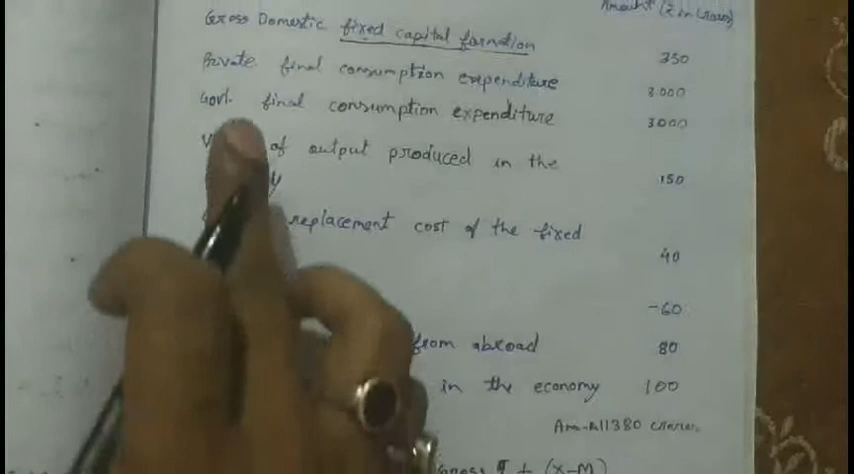 Amount (₹ in Crores)
Gross Domestic fixed capital formation 350
Private final consumption expenditure 8000
Govt. final consumption expenditure 3000
of output produced in the
150
replacement cost of the fixed
40
-60
from abroad 80
in the economy 100
Ans- 11380 crores.
+ (X-M)